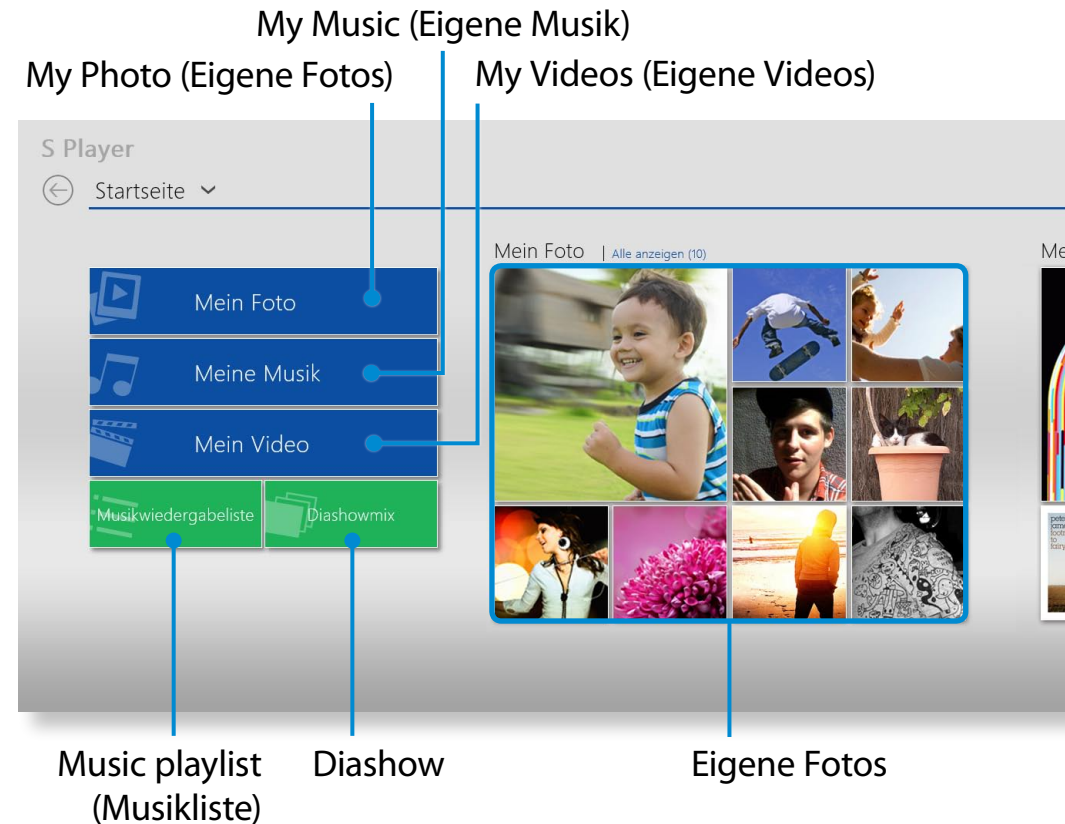 My Music (Eigene Musik)
My Photo (Eigene Fotos)
My Videos (Eigene Videos)
S Player
Startseite
Mein Foto | Alle anzeigen (10)
Me
Mein Foto
Meine Musik
Mein Video
Musikwiedergabeliste
Diashowmix
Music playlist
(Musikliste)
Diashow
Eigene Fotos